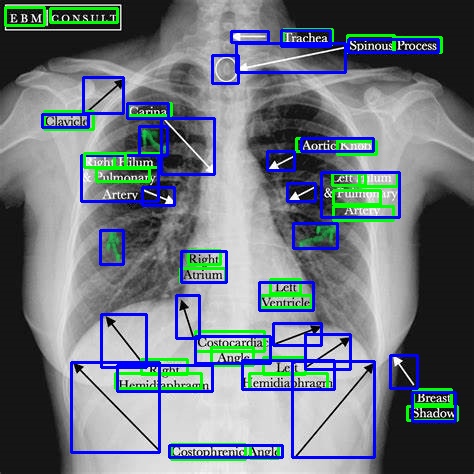 EBM CONSULT
Trachea
Spinous Process
Clavicle
Carina
Aortic Knob
Right Hilum
& Pulmonary
Artery
Left Hilum
& Pulmonary
Artery
Right
Atrium
Left
Ventricle
Costocardiac
Angle
Right
Hemidiaphragm
Left
Hemidiaphragm
Breast
Shadow
Costophrenic Angle